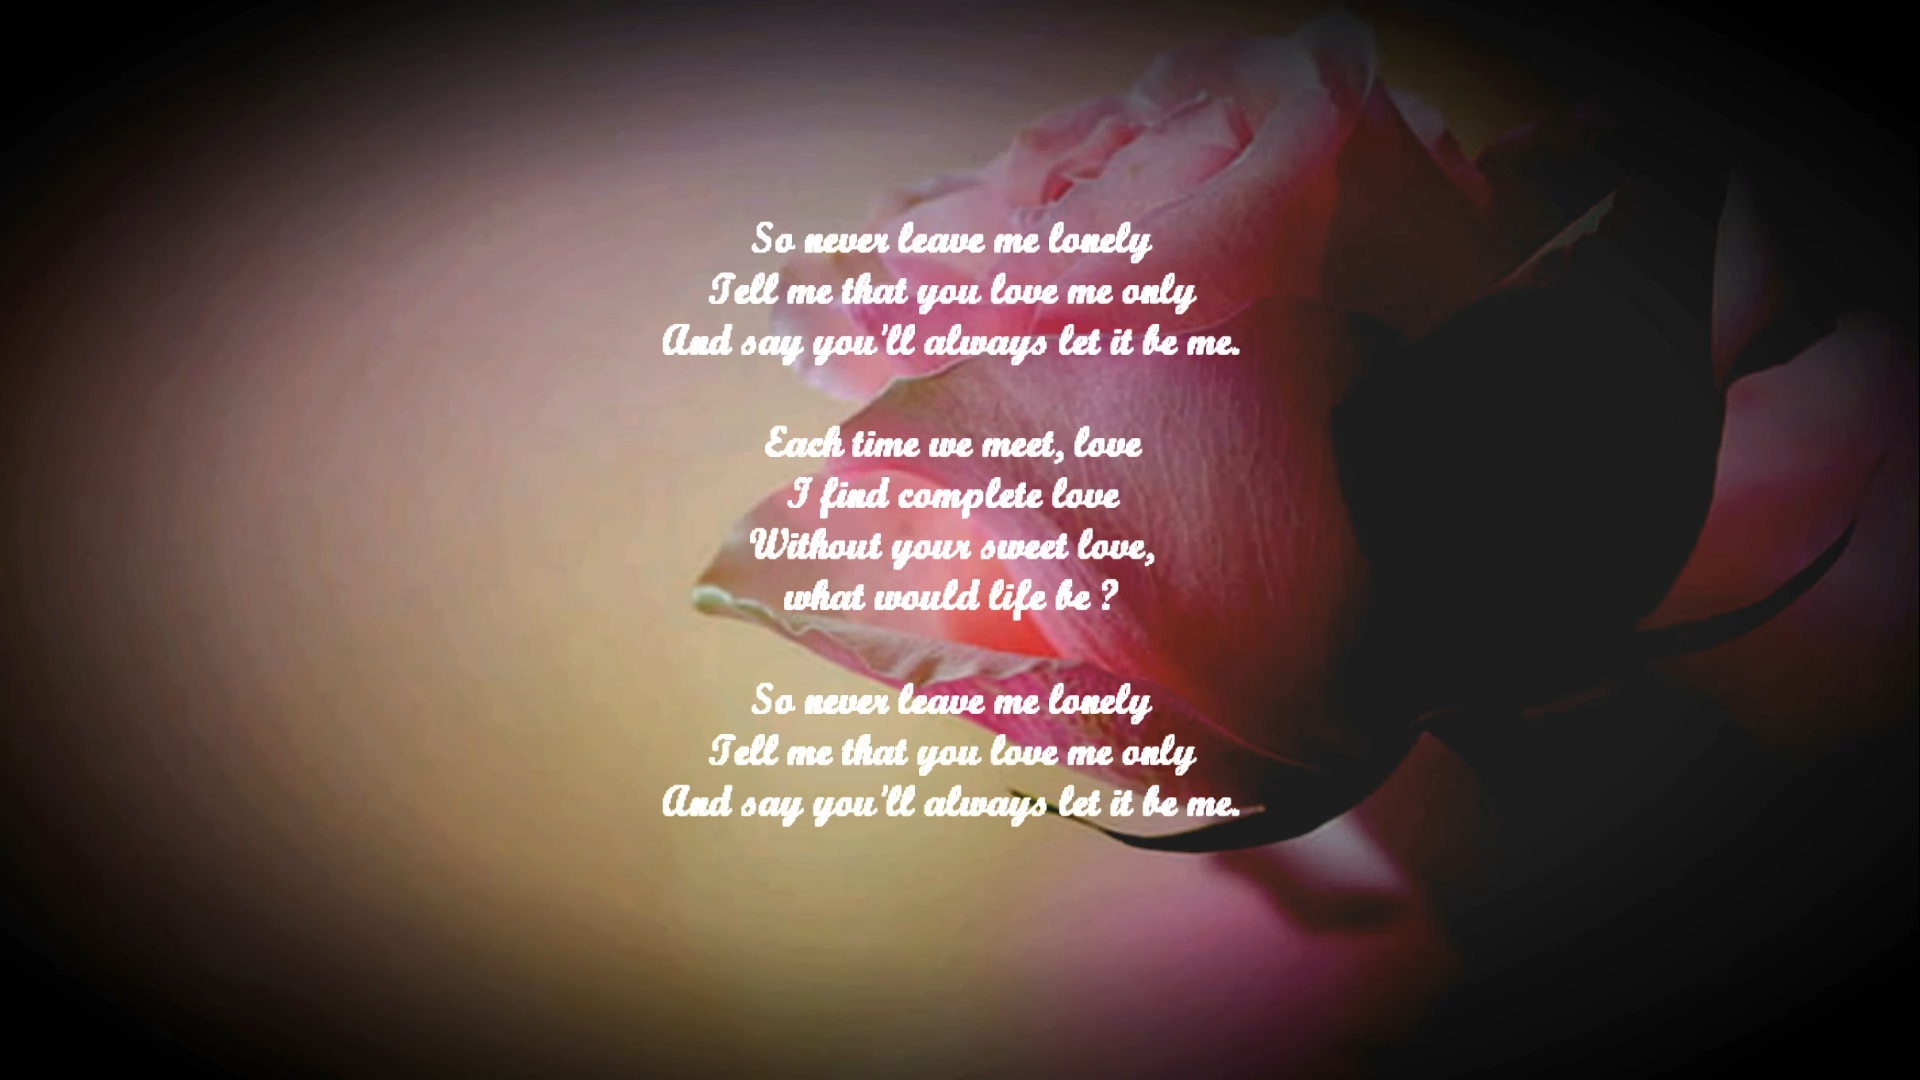 So never leave me lonely
Tell me that you love me only
And say you'll always let it be me.
Each time we meet, love
I find complete love
Without your sweet love,
what would life be ?
So never leave me lonely
Tell me that you love me only
And say you'll always let it be me.